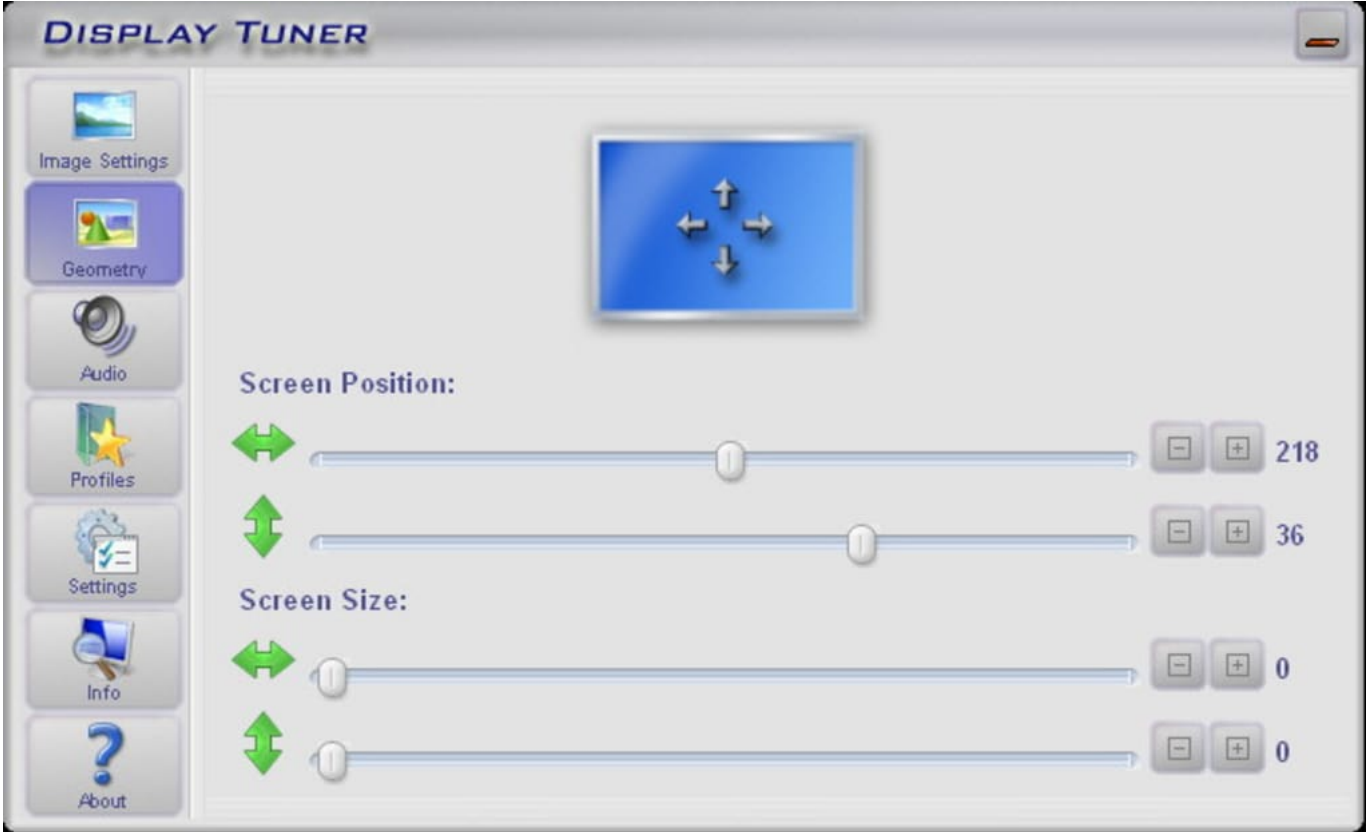 DISPLAY TUNER
Image Settings
Geometry
Audio
Profiles
Settings
Info
About
Screen Position:
218
36
Screen Size:
0
0